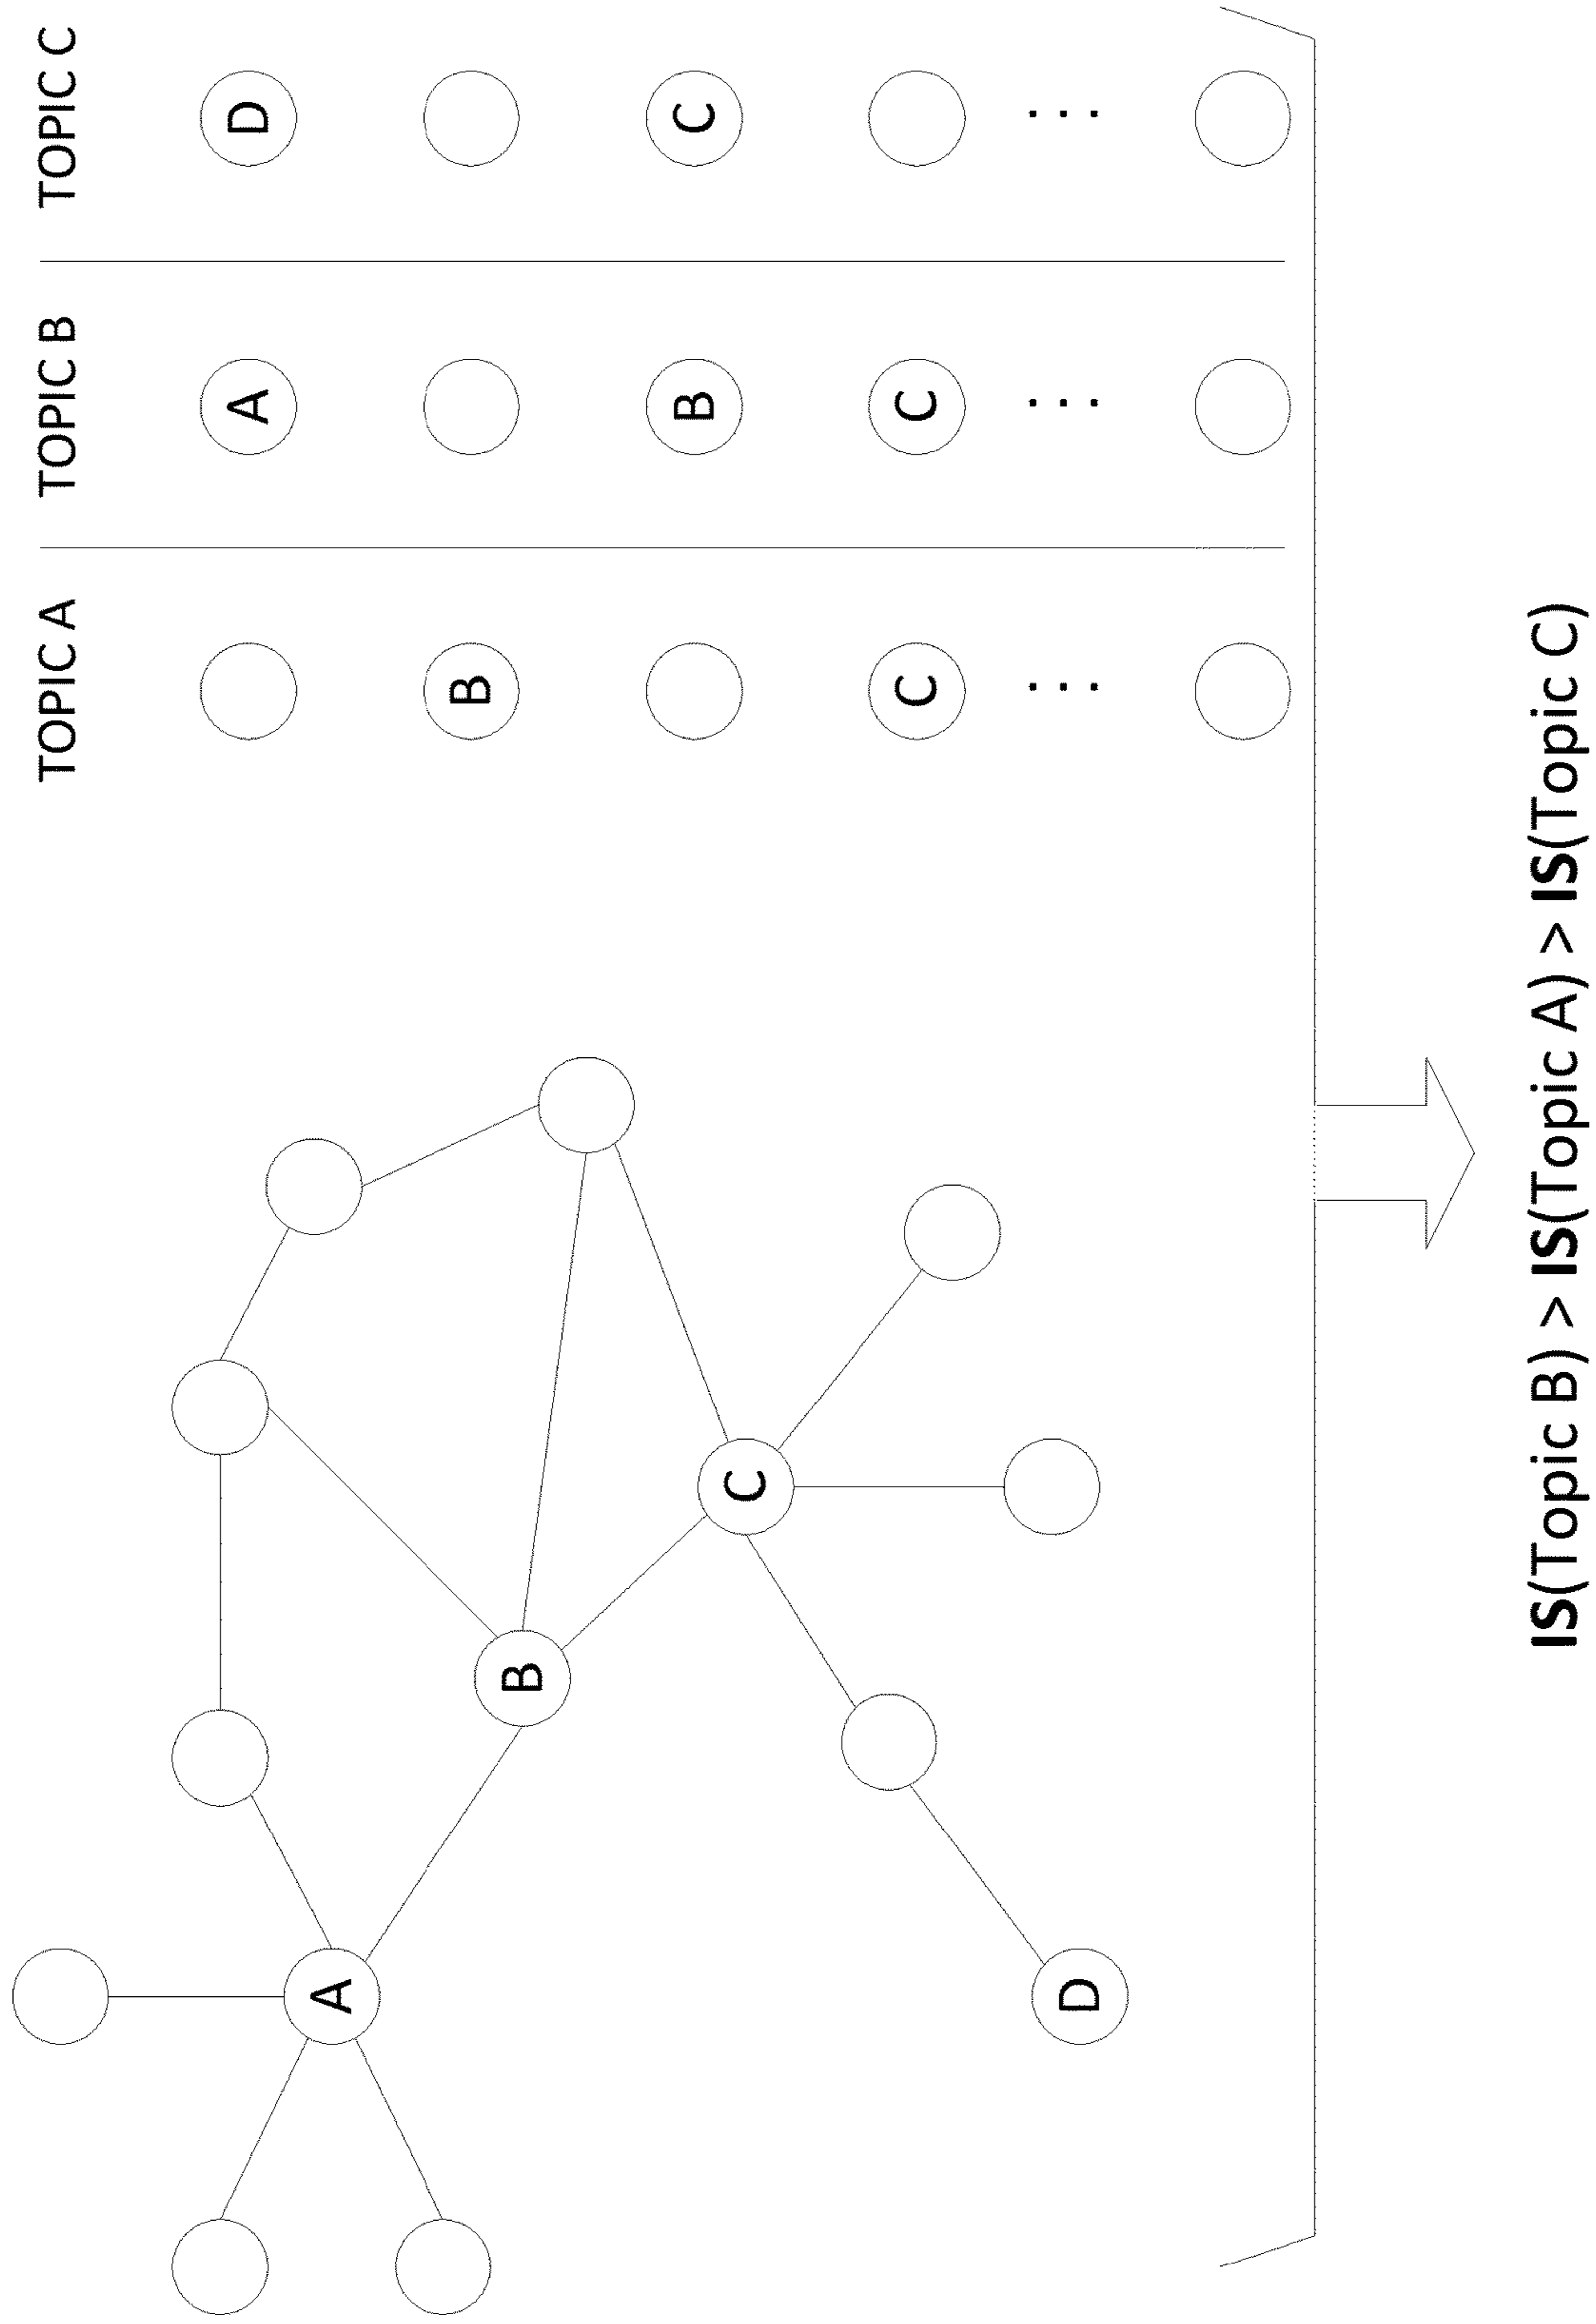 A
B
C
D
TOPIC A
B
C
...
TOPIC B
A
B
C
...
TOPIC C
D
C
...
IS(Topic B) > IS(Topic A) > IS(Topic C)